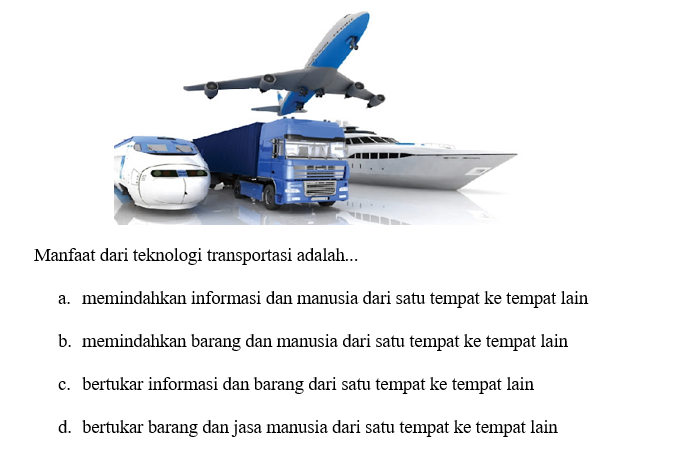 Manfaat dari teknologi transportasi adalah...
a. memindahkan informasi dan manusia dari satu tempat ke tempat lain
b. memindahkan barang dan manusia dari satu tempat ke tempat lain
c. bertukar informasi dan barang dari satu tempat ke tempat lain
d. bertukar barang dan jasa manusia dari satu tempat ke tempat lain